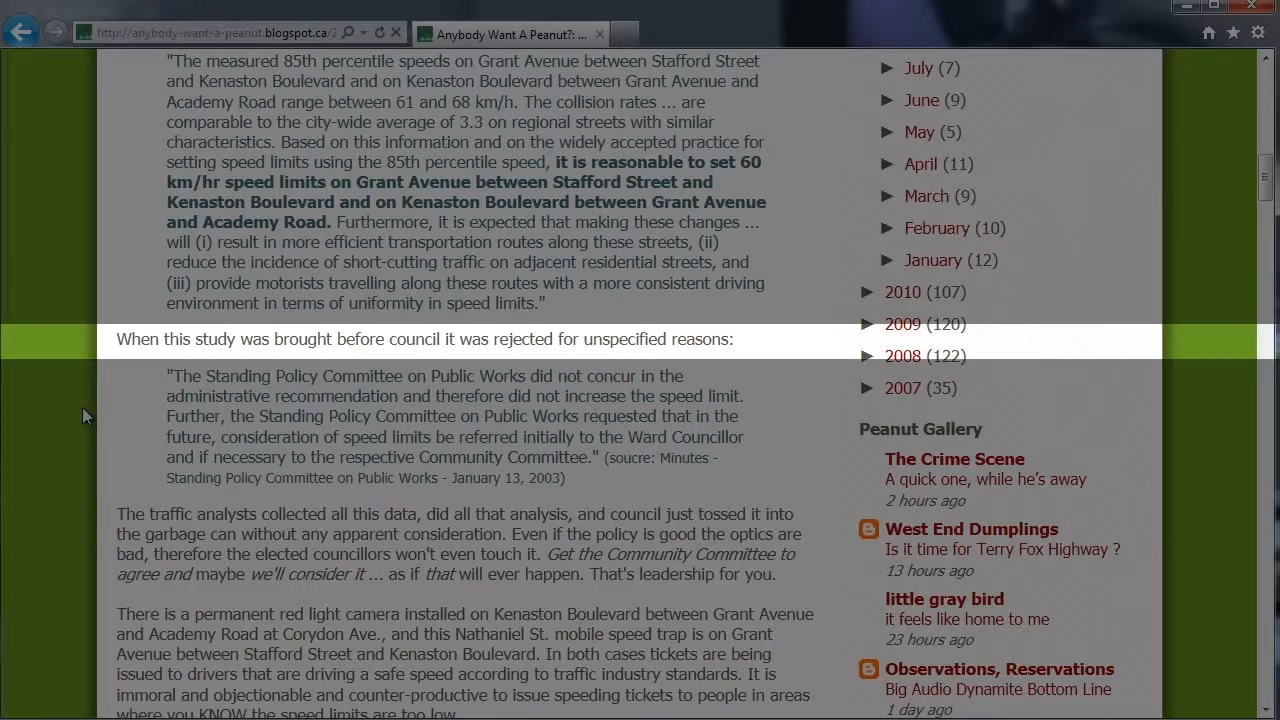 http://anybody-want-a-peanut.blogspot.ca/2
Anybody Want A Peanut?: ...
"The measured 85th percentile speeds on Grant Avenue between Stafford Street
and Kenaston Boulevard and on Kenaston Boulevard between Grant Avenue and
Academy Road range between 61 and 68 km/h. The collision rates ... are
comparable to the city-wide average of 3.3 on regional streets with similar
characteristics. Based on this information and on the widely accepted practice for
setting speed limits using the 85th percentile speed, it is reasonable to set 60
km/hr speed limits on Grant Avenue between Stafford Street and
Kenaston Boulevard and on Kenaston Boulevard between Grant Avenue
and Academy Road. Furthermore, it is expected that making these changes ...
will (i) result in more efficient transportation routes along these streets, (ii)
reduce the incidence of short-cutting traffic on adjacent residential streets, and
(iii) provide motorists travelling along these routes with a more consistent driving
environment in terms of uniformity in speed limits."
When this study was brought before council it was rejected for unspecified reasons:
"The Standing Policy Committee on Public Works did not concur in the
administrative recommendation and therefore did not increase the speed limit.
Further, the Standing Policy Committee on Public Works requested that in the
future, consideration of speed limits be referred initially to the Ward Councillor
and if necessary to the respective Community Committee." (soucre: Minutes -
Standing Policy Committee on Public Works - January 13, 2003)
The traffic analysts collected all this data, did all that analysis, and council just tossed it into
the garbage can without any apparent consideration. Even if the policy is good the optics are
bad, therefore the elected councillors won't even touch it. Get the Community Committee to
agree and maybe we'll consider it ... as if that will ever happen. That's leadership for you.
There is a permanent red light camera installed on Kenaston Boulevard between Grant Avenue
and Academy Road at Corydon Ave., and this Nathaniel St. mobile speed trap is on Grant
Avenue between Stafford Street and Kenaston Boulevard. In both cases tickets are being
issued to drivers that are driving a safe speed according to traffic industry standards. It is
immoral and objectionable and counter-productive to issue speeding tickets to people in areas
where you KNOW the speed limits are too low.
► July (7)
► June (9)
► May (5)
► April (11)
► March (9)
► February (10)
► January (12)
► 2010 (107)
► 2009 (120)
► 2008 (122)
► 2007 (35)
Peanut Gallery
The Crime Scene
A quick one, while he's away
2 hours ago
West End Dumplings
Is it time for Terry Fox Highway ?
13 hours ago
little gray bird
it feels like home to me
23 hours ago
Observations, Reservations
Big Audio Dynamite Bottom Line
1 day ago